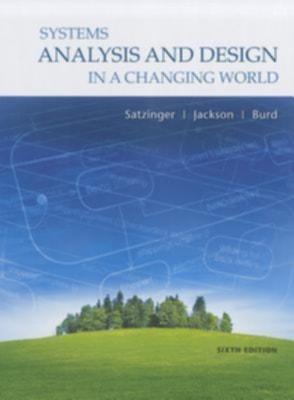 SYSTEMS
ANALYSIS AND DESIGN
IN A CHANGING WORLD
Satzinger | Jackson | Burd
SIXTH EDITION